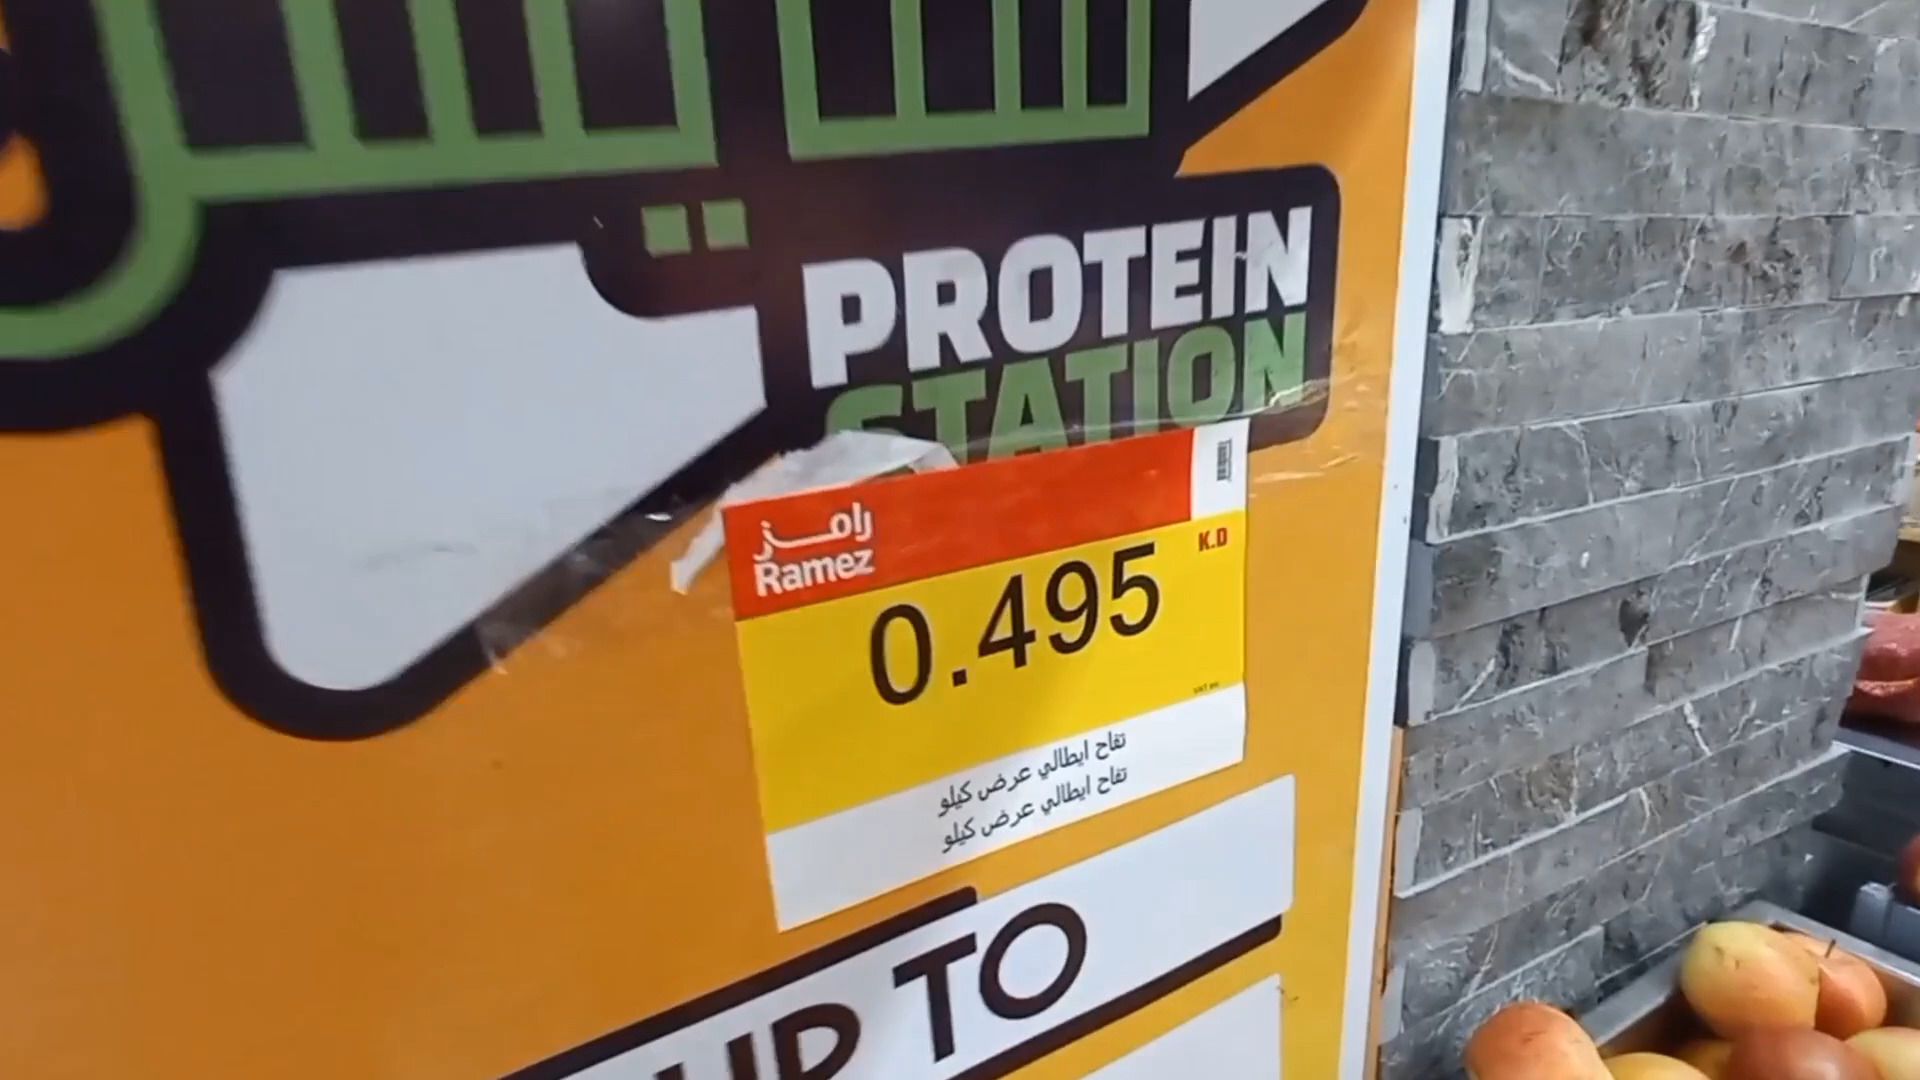 PROTEIN
STATION
رامز
Ramez
K.D
0.495
تفاح ايطالي عرض كيلو
تفاح ايطالي عرض كيلو
UP TO